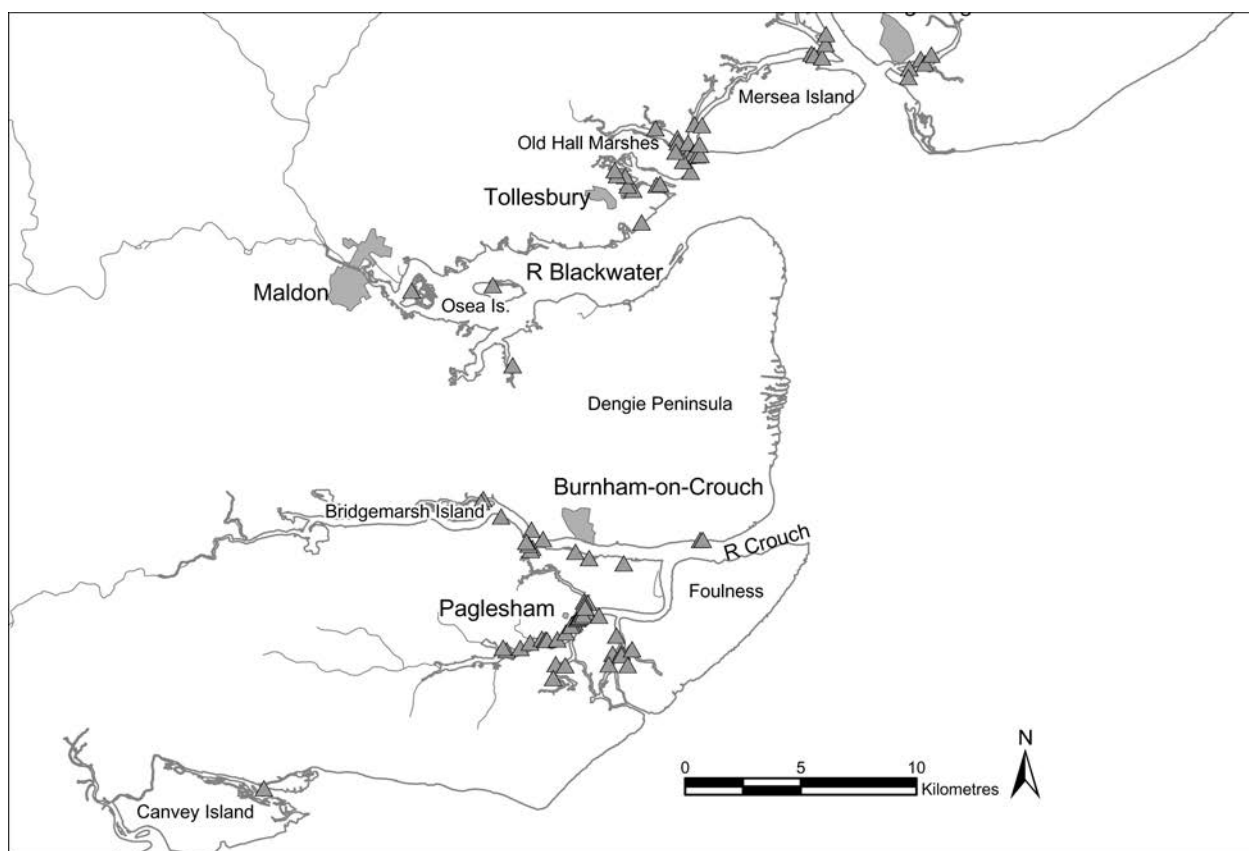 Mersea Island
Old Hall Marshes
Tollesbury
R Blackwater
Maldon
Osea Is.
Dengie Peninsula
Burnham-on-Crouch
Bridgemarsh Island
R Crouch
Foulness
Paglesham
N
0 5 10
Kilometres
Canvey Island